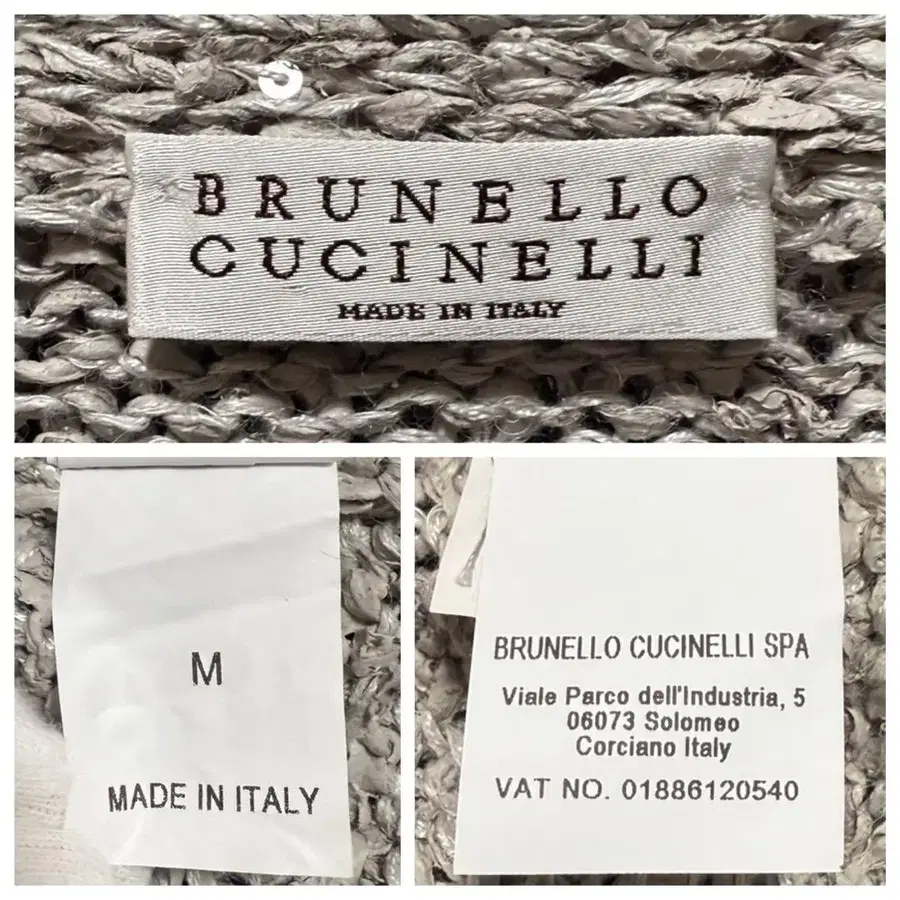 BRUNELLO
CUCINELLI
MADE IN ITALY
M
MADE IN ITALY
BRUNELLO CUCINELLI SPA
Viale Parco dell'Industria, 5
06073 Solomeo
Corciano Italy
VAT NO. 01886120540